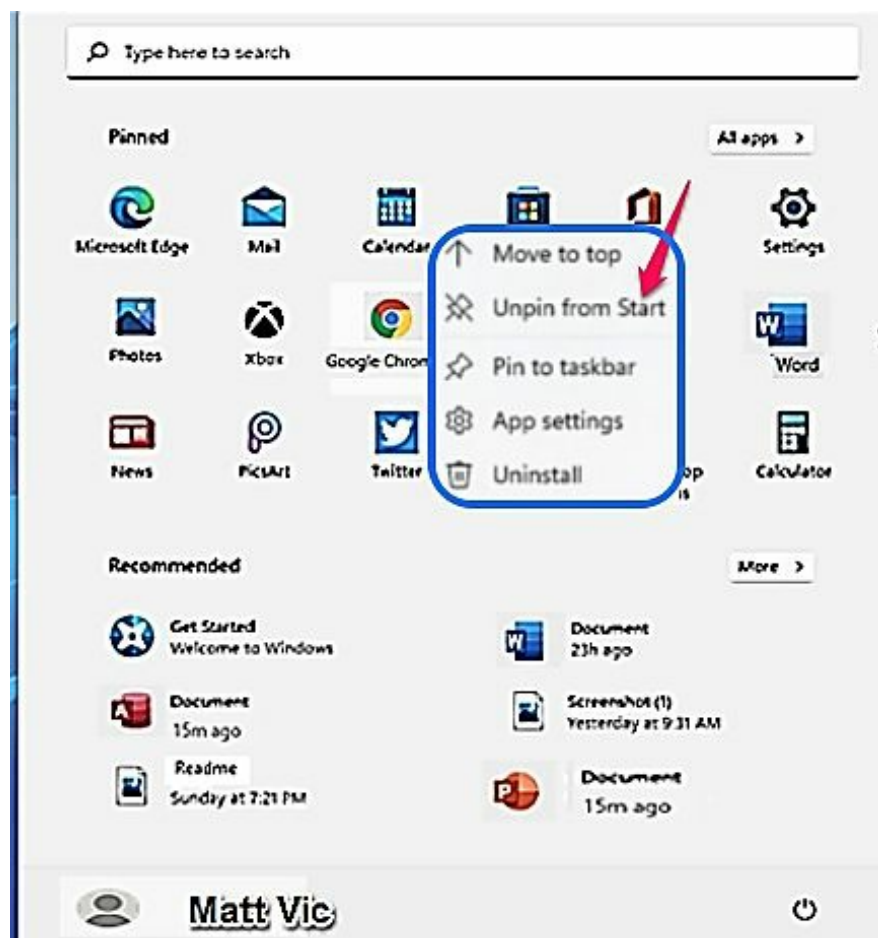 Type here to search
Pinned
All apps >
Microsoft Edge
Mail
Calendar
Settings
Move to top
Unpin from Start
Pin to taskbar
App settings
Uninstall
Photos
Xbox
Google Chrom
Word
News
PicsArt
Twitter
op
is
Calculator
Recommended
More >
Get Started
Welcome to Windows
Document
23h ago
Document
15m ago
Screenshot (1)
Yesterday at 9:31 AM
Readme
Sunday at 7:21 PM
Document
15m ago
Matt Vic